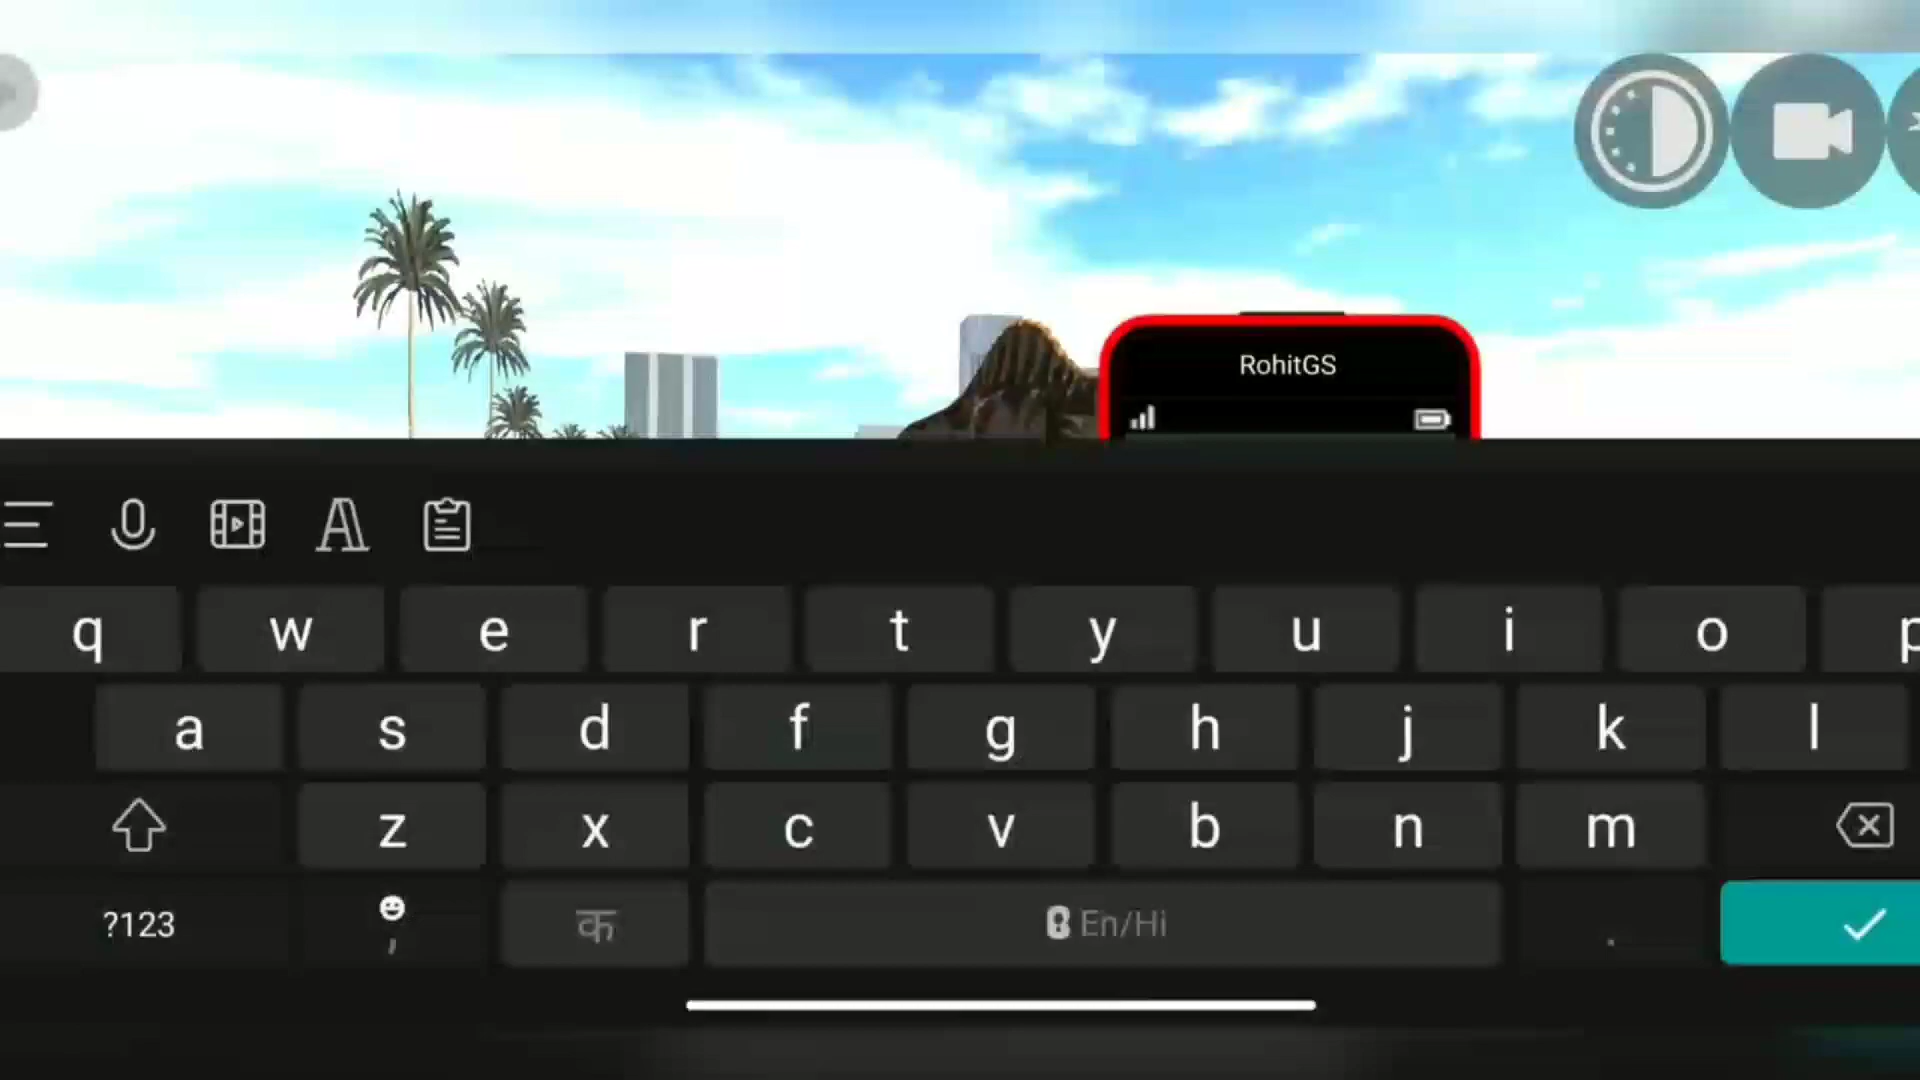 RohitGS
q w e r t y u i o p
a s d f g h j k l
z x c v b n m
?123 , क En/Hi .